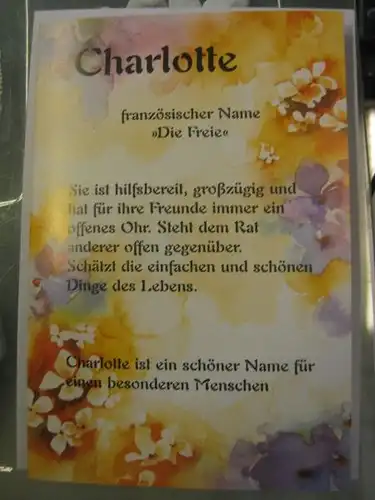 Charlotte
französischer Name
»Die Freie«
Sie ist hilfsbereit, großzügig und
hat für ihre Freunde immer ein
offenes Ohr. Steht dem Rat
anderer offen gegenüber.
Schätzt die einfachen und schönen
Dinge des Lebens.
Charlotte ist ein schöner Name für
einen besonderen Menschen